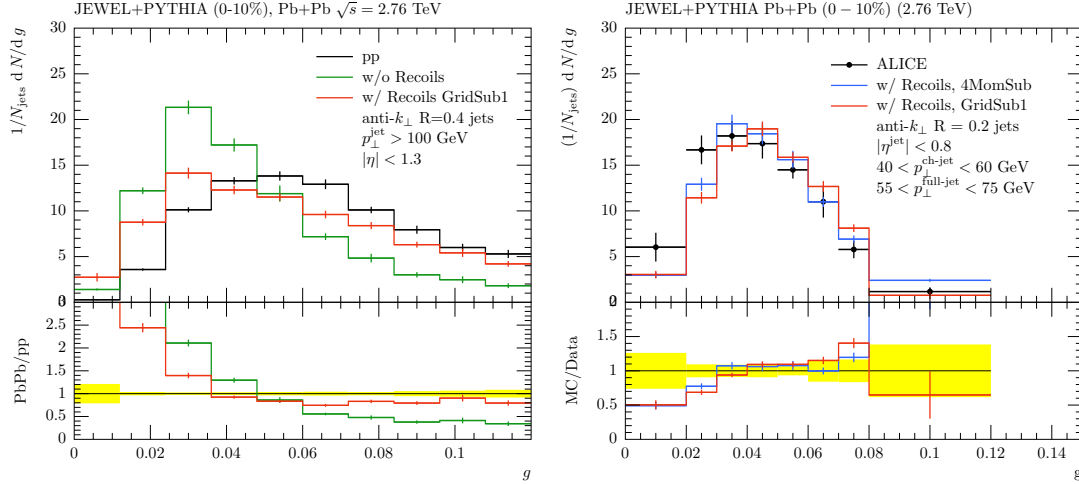 JEWEL+PYTHIA (0-10%), Pb+Pb √s = 2.76 TeV
1/N_jets dN/dg
30
25
20
15
10
5
0
pp
w/o Recoils
w/ Recoils GridSub1
anti-k⊥ R=0.4 jets
p⊥^jet > 100 GeV
|η| < 1.3
PbPb/pp
2.5
2
1.5
1
0.5
0
0 0.02 0.04 0.06 0.08 0.1
g
JEWEL+PYTHIA Pb+Pb (0 − 10%) (2.76 TeV)
(1/N_jets) dN/dg
30
25
20
15
10
5
0
ALICE
w/ Recoils, 4MomSub
w/ Recoils, GridSub1
anti-k⊥ R = 0.2 jets
|η^jet| < 0.8
40 < p⊥^ch-jet < 60 GeV
55 < p⊥^full-jet < 75 GeV
MC/Data
1.5
1.0
0.5
0
0 0.02 0.04 0.06 0.08 0.1 0.12 0.14
g